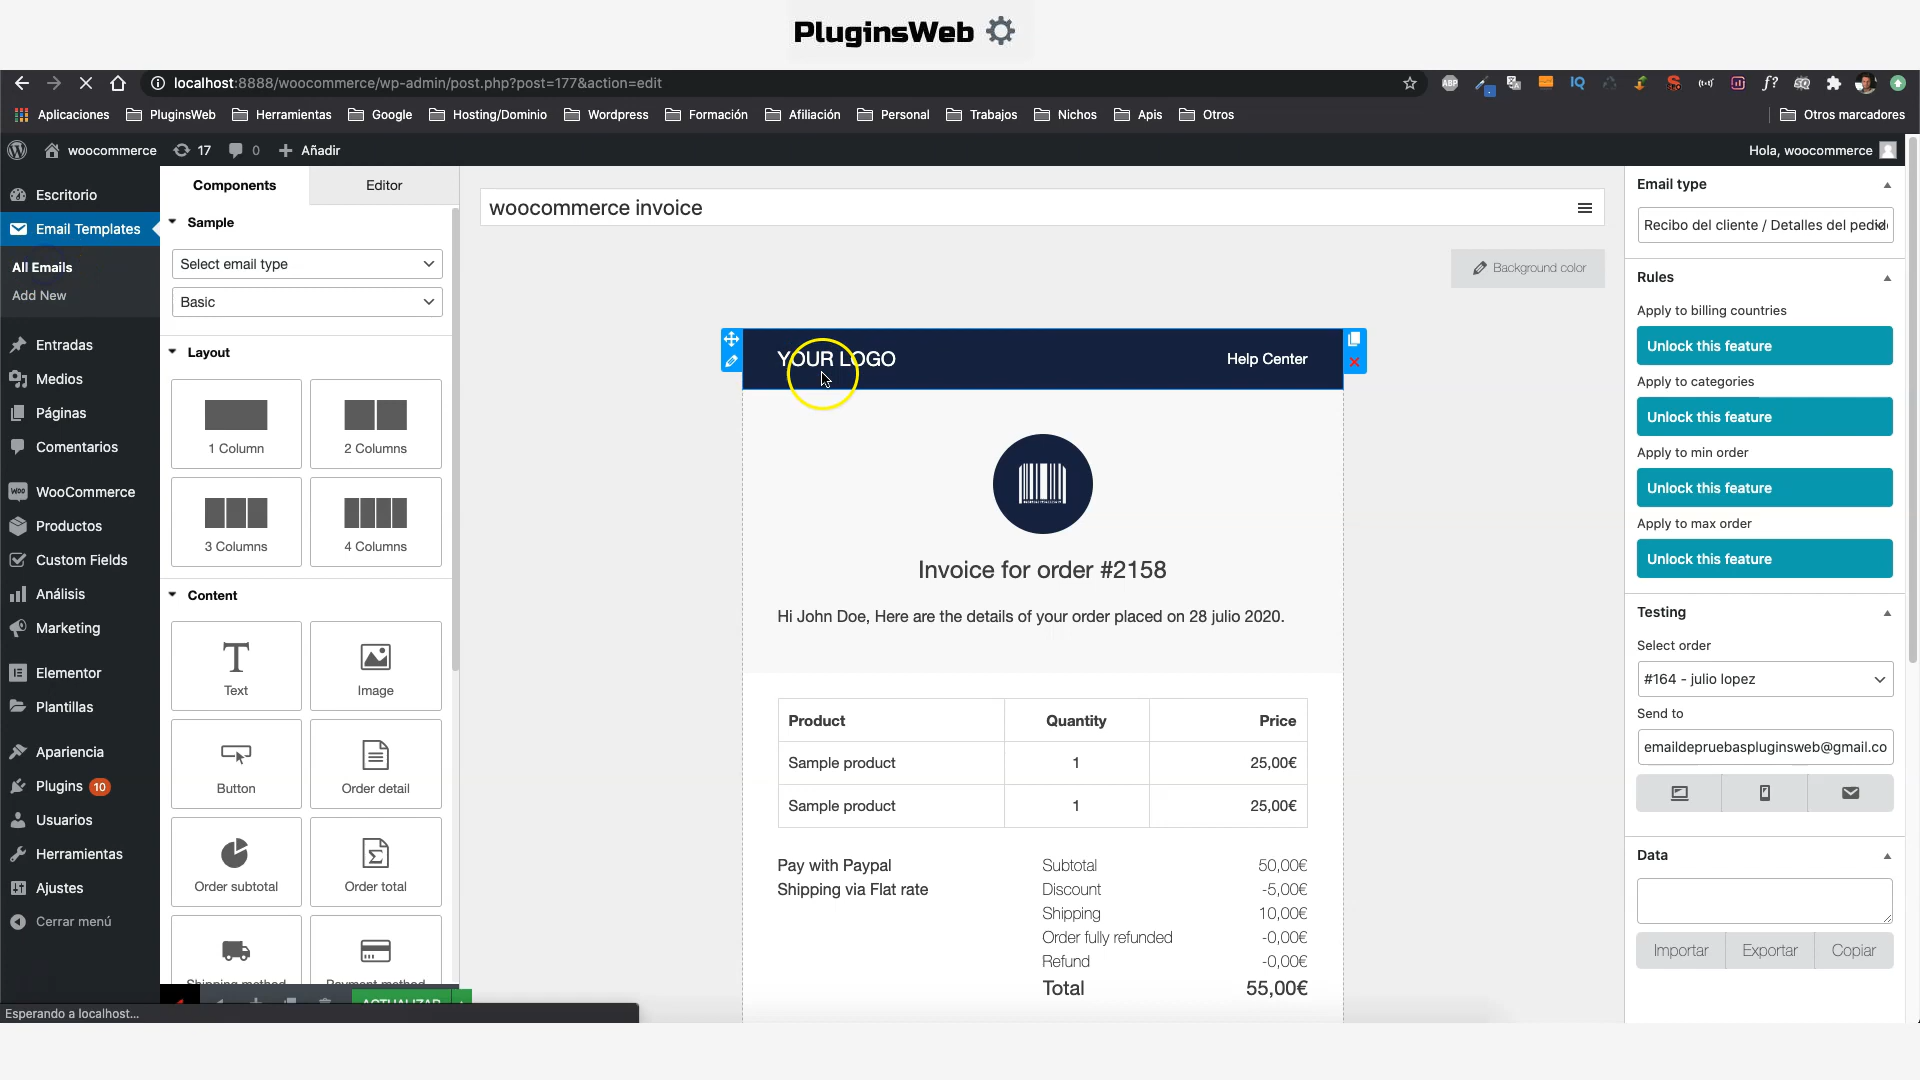 PluginsWeb
localhost:8888/woocommerce/wp-admin/post.php?post=177&action=edit
Aplicaciones PluginsWeb Herramientas Google Hosting/Dominio Wordpress Formación Afiliación Personal Trabajos Nichos Apis Otros Otros marcadores
woocommerce 17 0 Añadir Hola, woocommerce
Escritorio
Email Templates
All Emails
Add New
Entradas
Medios
Páginas
Comentarios
WooCommerce
Productos
Custom Fields
Análisis
Marketing
Elementor
Plantillas
Apariencia
Plugins 10
Usuarios
Herramientas
Ajustes
Cerrar menú
Components Editor
Sample
Select email type
Basic
Layout
1 Column 2 Columns
3 Columns 4 Columns
Content
Text Image
Button Order detail
Order subtotal Order total
Shipping method Payment method
ACTUALIZAR
Esperando a localhost...
woocommerce invoice
Background color
YOUR LOGO Help Center
Invoice for order #2158
Hi John Doe, Here are the details of your order placed on 28 julio 2020.
Product Quantity Price
Sample product 1 25,00€
Sample product 1 25,00€
Pay with Paypal
Shipping via Flat rate
Subtotal 50,00€
Discount -5,00€
Shipping 10,00€
Order fully refunded -0,00€
Refund -0,00€
Total 55,00€
Email type
Recibo del cliente / Detalles del pedid
Rules
Apply to billing countries
Unlock this feature
Apply to categories
Unlock this feature
Apply to min order
Unlock this feature
Apply to max order
Unlock this feature
Testing
Select order
#164 - julio lopez
Send to
emaildepruebaspluginsweb@gmail.co
Data
Importar Exportar Copiar